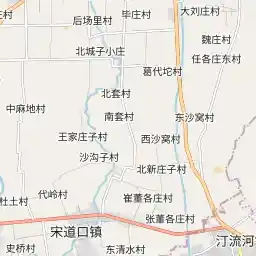 毕庄村
大刘庄村
后场里村
魏庄村
北城子小庄
任各庄东村
葛代坨村
北套村
中麻地村
南套村
东沙窝村
王家庄子村
西沙窝村
沙沟子村
北新庄子村
代岭村
杜土村
崔董各庄村
张董各庄村
宋道口镇
汀流河
史桥村
东清水村